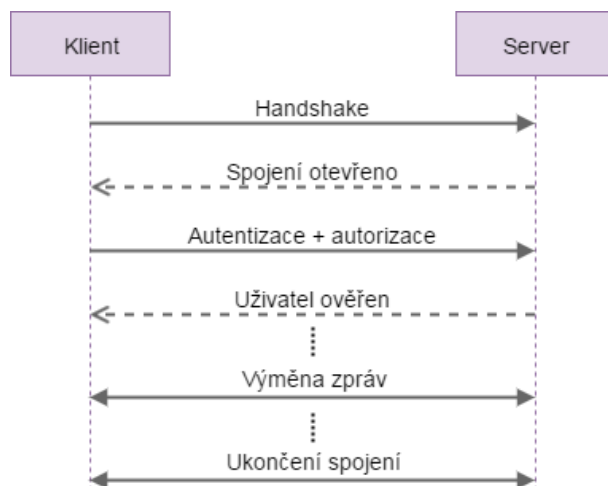 Klient
Server
Handshake
Spojení otevřeno
Autentizace + autorizace
Uživatel ověřen
Výměna zpráv
Ukončení spojení